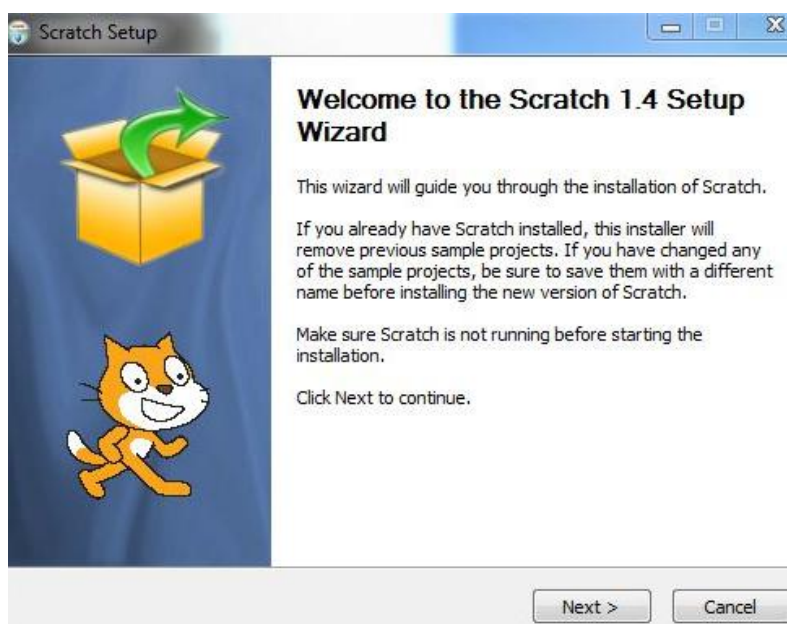 Scratch Setup
Welcome to the Scratch 1.4 Setup
Wizard
This wizard will guide you through the installation of Scratch.
If you already have Scratch installed, this installer will
remove previous sample projects. If you have changed any
of the sample projects, be sure to save them with a different
name before installing the new version of Scratch.
Make sure Scratch is not running before starting the
installation.
Click Next to continue.
Next >
Cancel